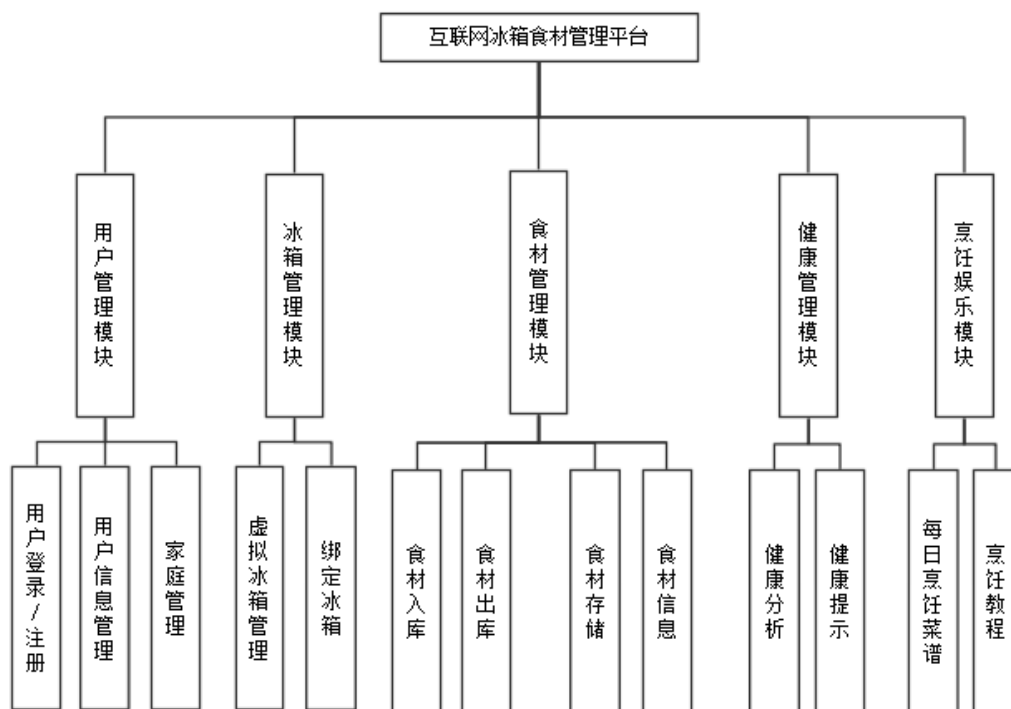 互联网冰箱食材管理平台
用户管理模块
冰箱管理模块
食材管理模块
健康管理模块
烹饪娱乐模块
用户登录/注册
用户信息管理
家庭管理
虚拟冰箱管理
绑定冰箱
食材入库
食材出库
食材存储
食材信息
健康分析
健康提示
每日烹饪菜谱
烹饪教程